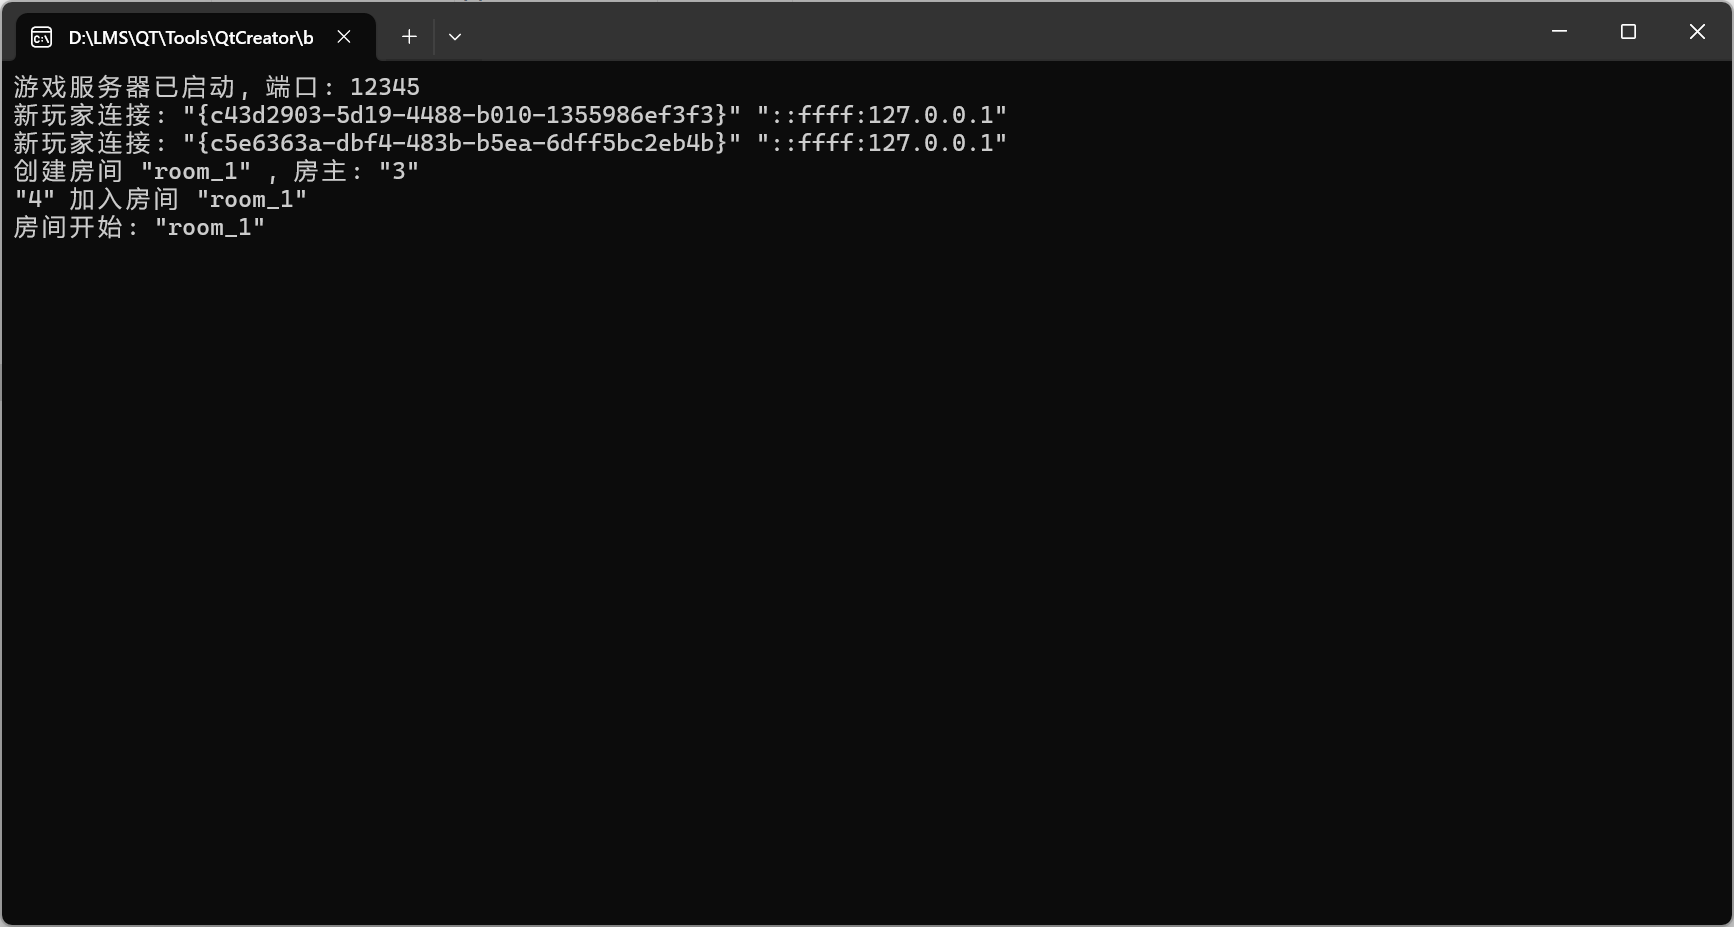 D:\LMS\QT\Tools\QtCreator\b
游戏服务器已启动，端口：12345
新玩家连接："{c43d2903-5d19-4488-b010-1355986ef3f3}" "::ffff:127.0.0.1"
新玩家连接："{c5e6363a-dbf4-483b-b5ea-6dff5bc2eb4b}" "::ffff:127.0.0.1"
创建房间 "room_1" ，房主："3"
"4" 加入房间 "room_1"
房间开始："room_1"